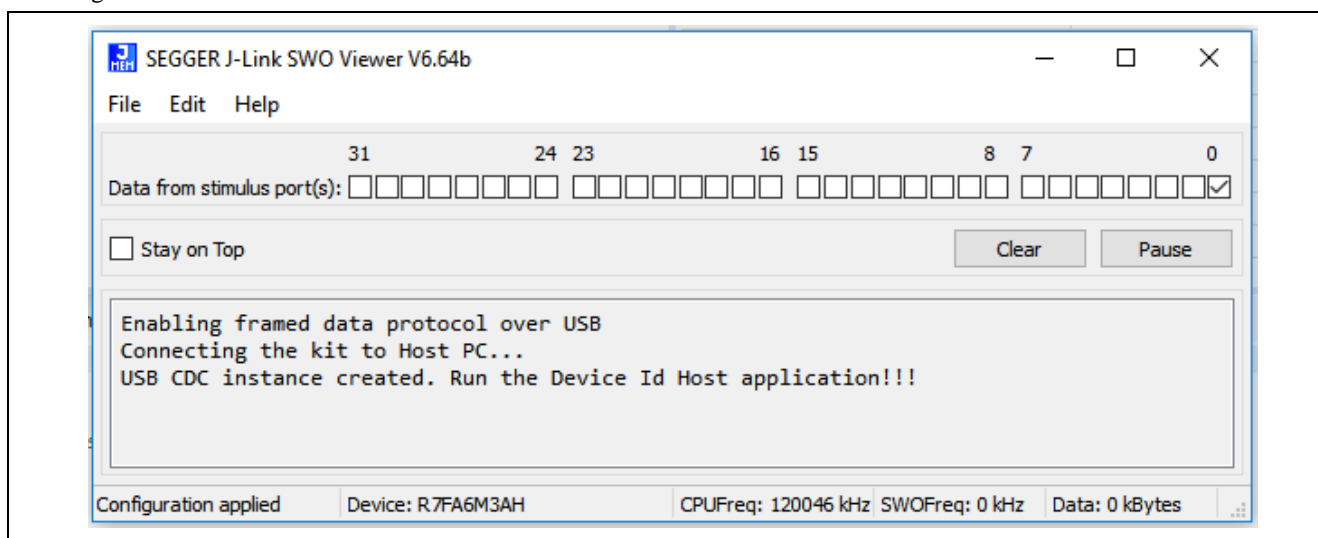 SEGGER J-Link SWO Viewer V6.64b
File Edit Help
31 24 23 16 15 8 7 0
Data from stimulus port(s):
Stay on Top Clear Pause
Enabling framed data protocol over USB
Connecting the kit to Host PC...
USB CDC instance created. Run the Device Id Host application!!!
Configuration applied Device: R7FA6M3AH CPUFreq: 120046 kHz SWOFreq: 0 kHz Data: 0 kBytes